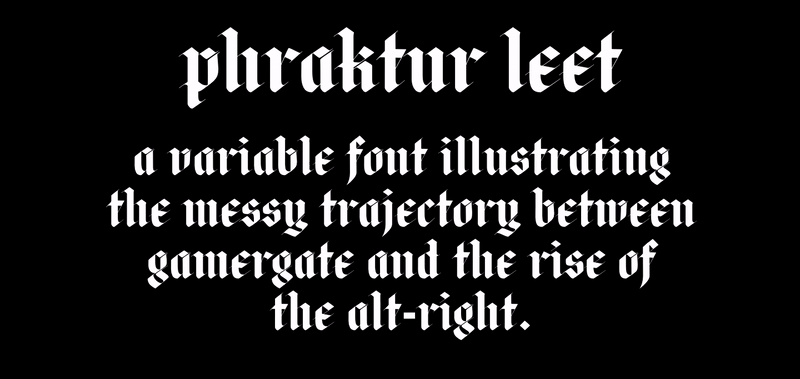 phraktur leet
a variable font illustrating
the messy trajectory between
gamergate and the rise of
the alt-right.